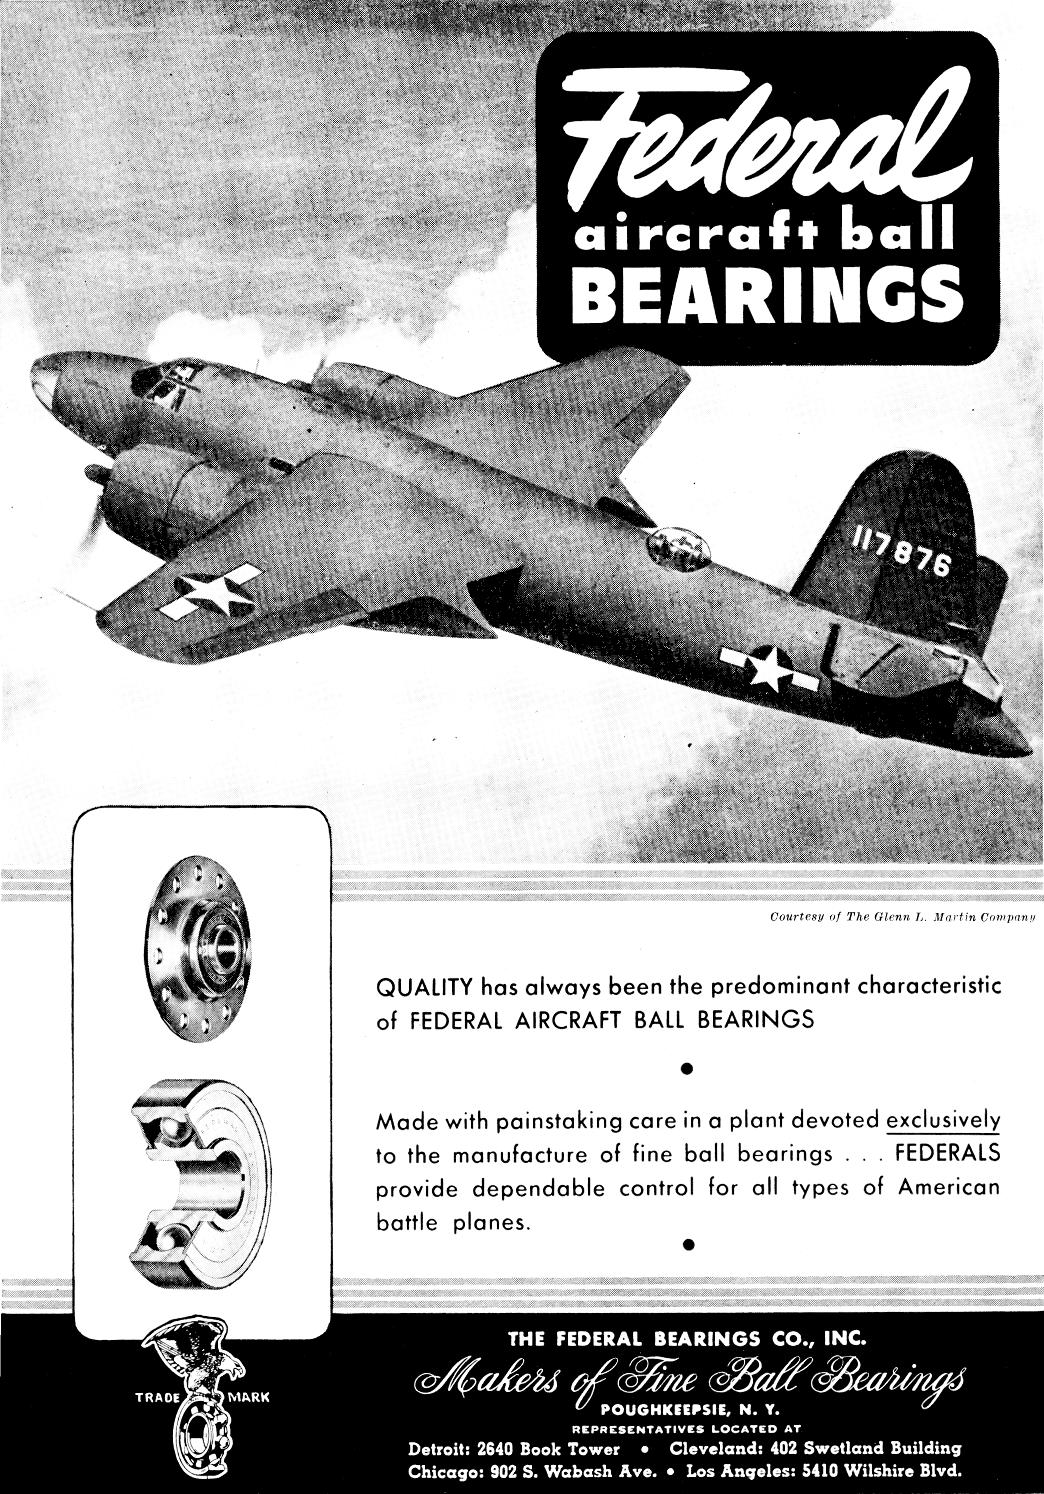 Federal
aircraft ball
BEARINGS
117876
Courtesy of The Glenn L. Martin Company
QUALITY has always been the predominant characteristic
of FEDERAL AIRCRAFT BALL BEARINGS
•
Made with painstaking care in a plant devoted exclusively
to the manufacture of fine ball bearings . . . FEDERALS
provide dependable control for all types of American
battle planes.
•
THE FEDERAL BEARINGS CO., INC.
Makers of Fine Ball Bearings
POUGHKEEPSIE, N. Y.
REPRESENTATIVES LOCATED AT
Detroit: 2640 Book Tower • Cleveland: 402 Swetland Building
Chicago: 902 S. Wabash Ave. • Los Angeles: 5410 Wilshire Blvd.
TRADE MARK